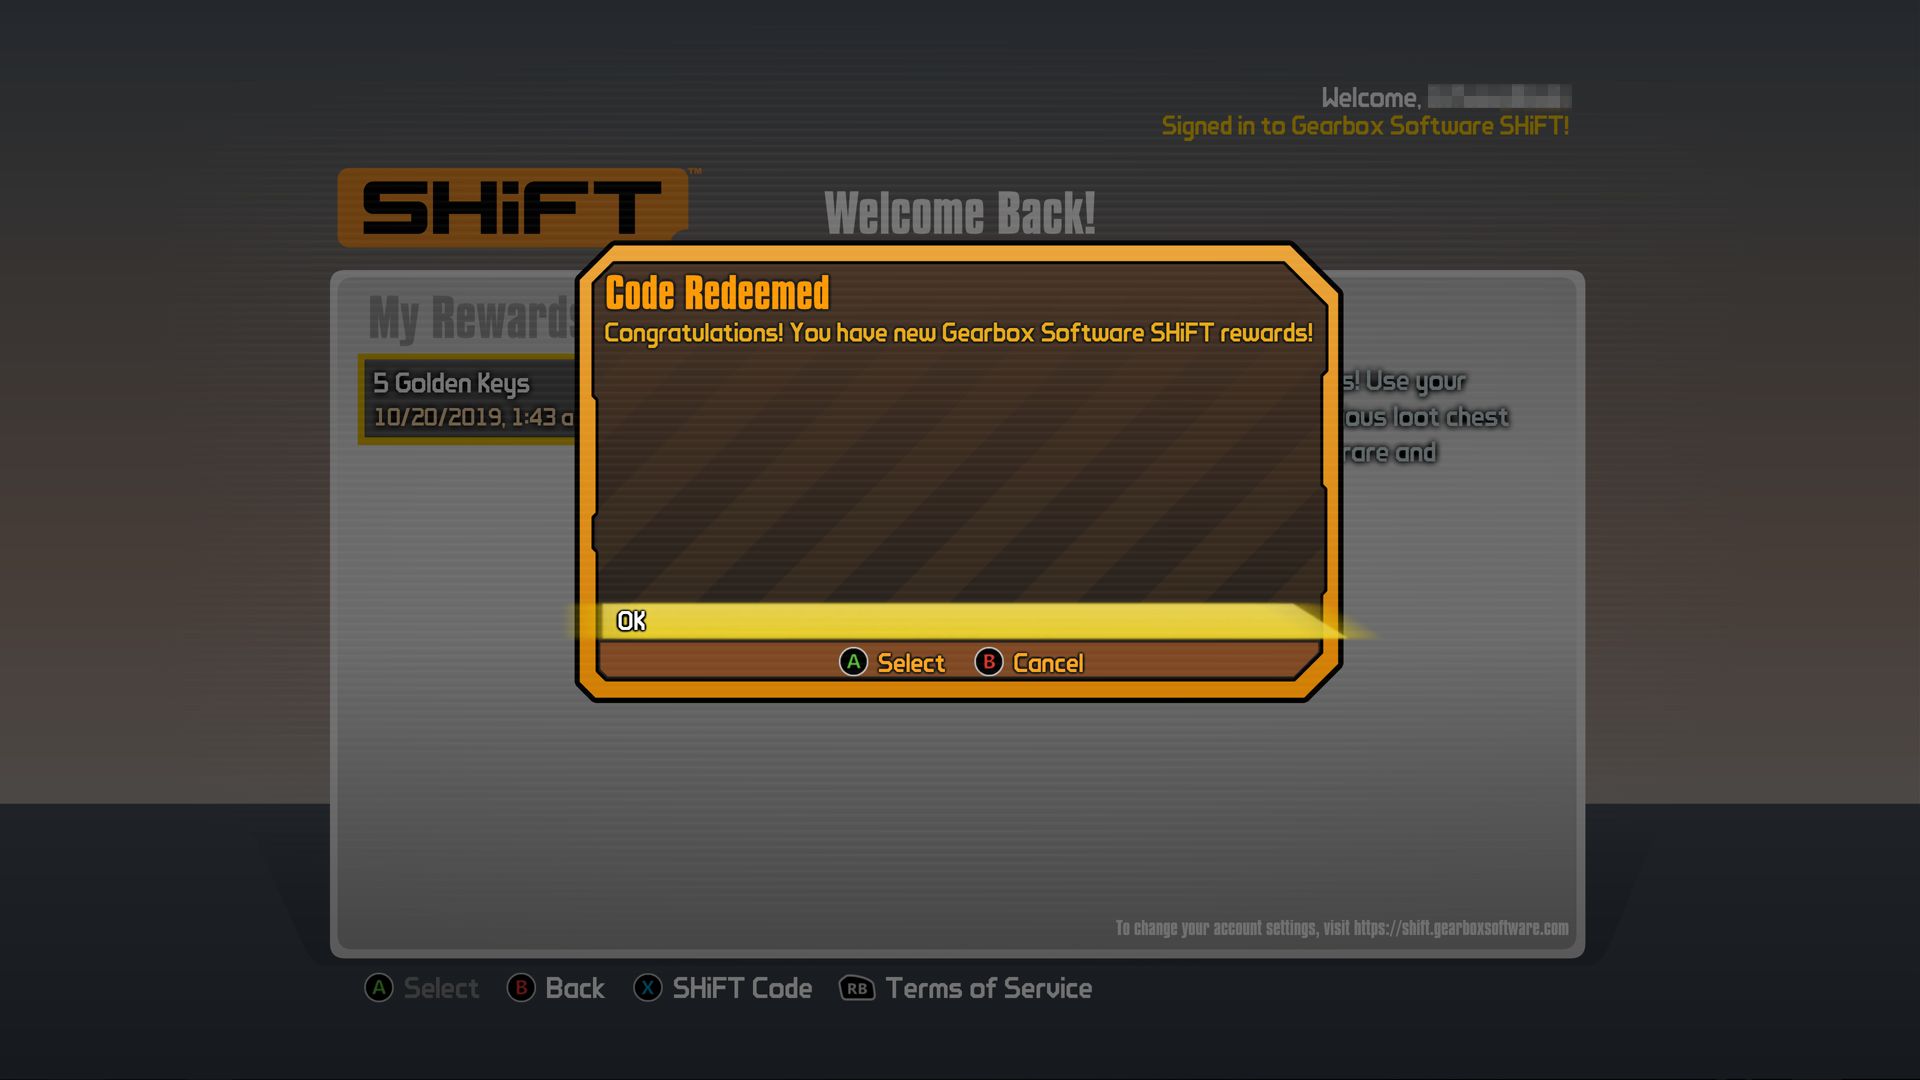 Welcome,
Signed in to Gearbox Software SHiFT!
SHiFT™
Welcome Back!
Code Redeemed
Congratulations! You have new Gearbox Software SHiFT rewards!
My Rewards
5 Golden Keys
10/20/2019, 1:43
s! Use your
ous loot chest
rare and
OK
A Select B Cancel
To change your account settings, visit https://shift.gearboxsoftware.com
A Select B Back X SHiFT Code RB Terms of Service